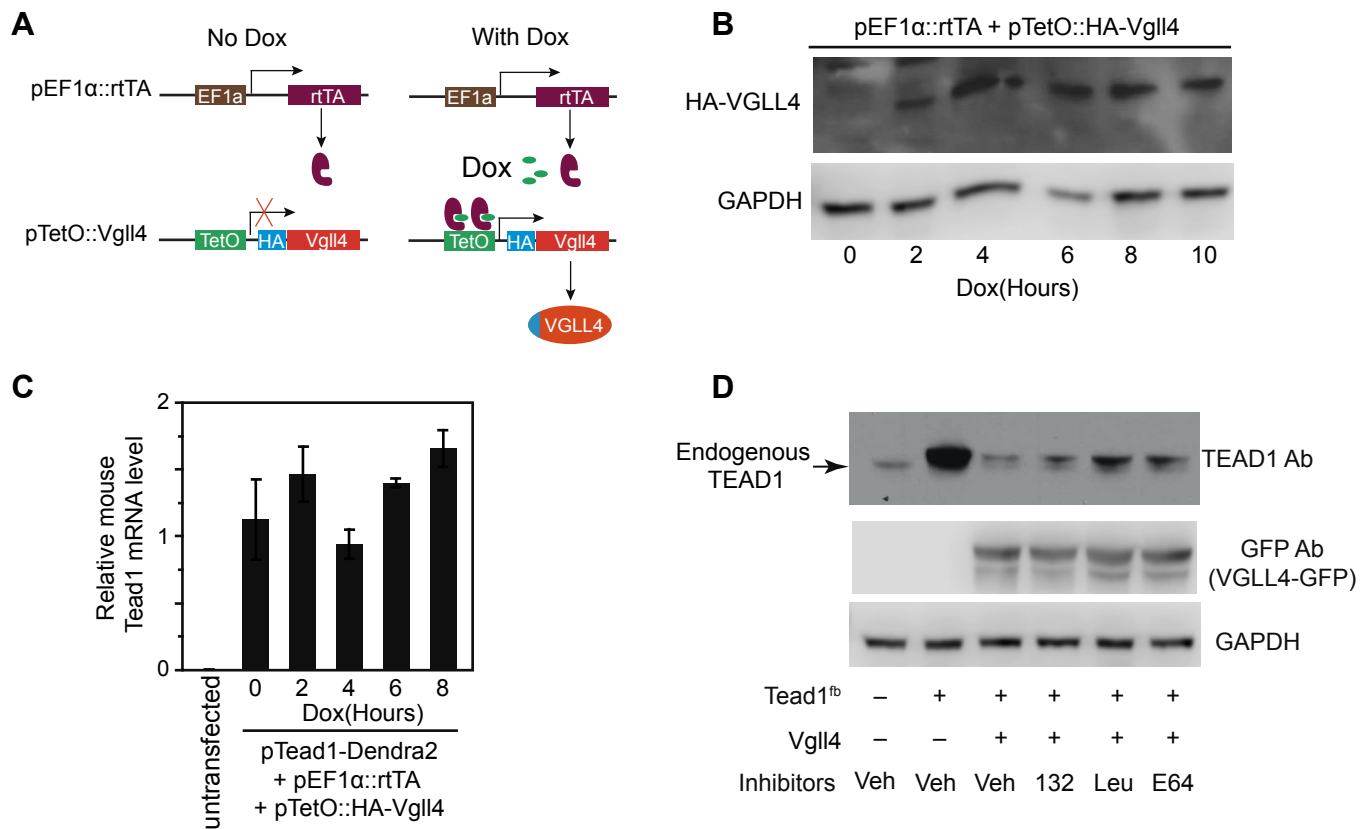 A
No Dox
With Dox
pEF1α::rtTA
EF1a
rtTA
EF1a
rtTA
Dox
pTetO::Vgll4
TetO
HA
Vgll4
TetO
HA
Vgll4
VGLL4
B
pEF1α::rtTA + pTetO::HA-Vgll4
HA-VGLL4
GAPDH
0 2 4 6 8 10
Dox(Hours)
C
Relative mouse
Tead1 mRNA level
2
1
0
untransfected
0 2 4 6 8
Dox(Hours)
pTead1-Dendra2
+ pEF1α::rtTA
+ pTetO::HA-Vgll4
D
Endogenous
TEAD1
TEAD1 Ab
GFP Ab
(VGLL4-GFP)
GAPDH
Tead1fb – + + + + +
Vgll4 – – + + + +
Inhibitors Veh Veh Veh 132 Leu E64